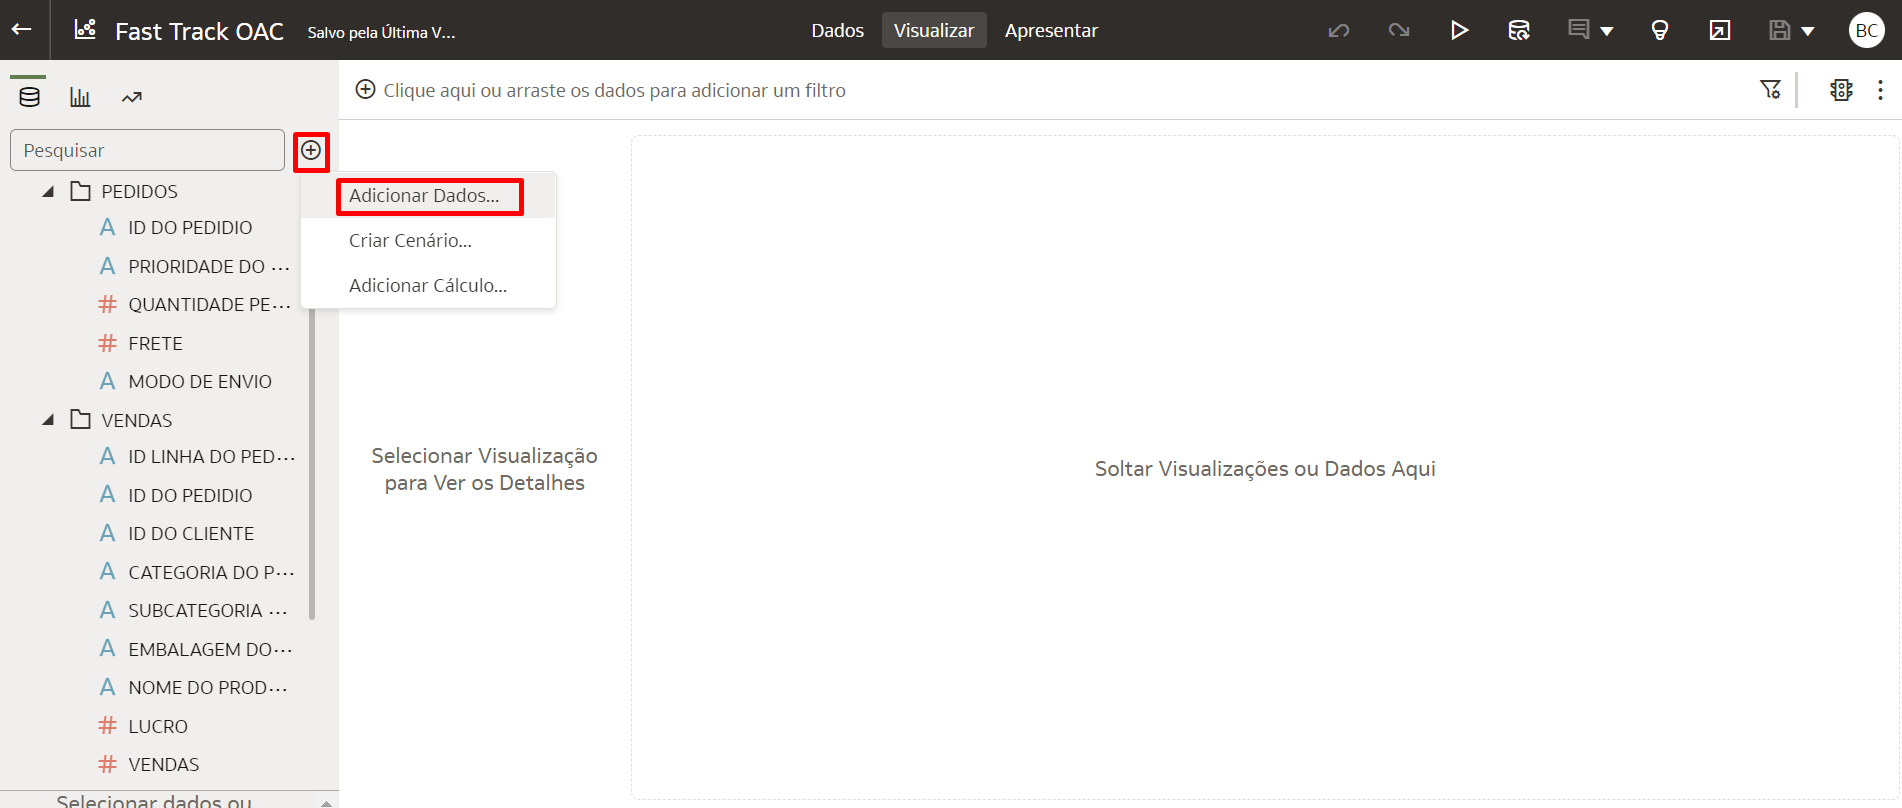 Fast Track OAC
Salvo pela Última V...
Dados
Visualizar
Apresentar
BC
Clique aqui ou arraste os dados para adicionar um filtro
Pesquisar
Adicionar Dados...
Criar Cenário...
Adicionar Cálculo...
PEDIDOS
A ID DO PEDIDIO
A PRIORIDADE DO ...
# QUANTIDADE PE...
# FRETE
A MODO DE ENVIO
VENDAS
A ID LINHA DO PED...
A ID DO PEDIDIO
A ID DO CLIENTE
A CATEGORIA DO P...
A SUBCATEGORIA ...
A EMBALAGEM DO...
A NOME DO PROD...
# LUCRO
# VENDAS
Selecionar dados ou
Selecionar Visualização
para Ver os Detalhes
Soltar Visualizações ou Dados Aqui